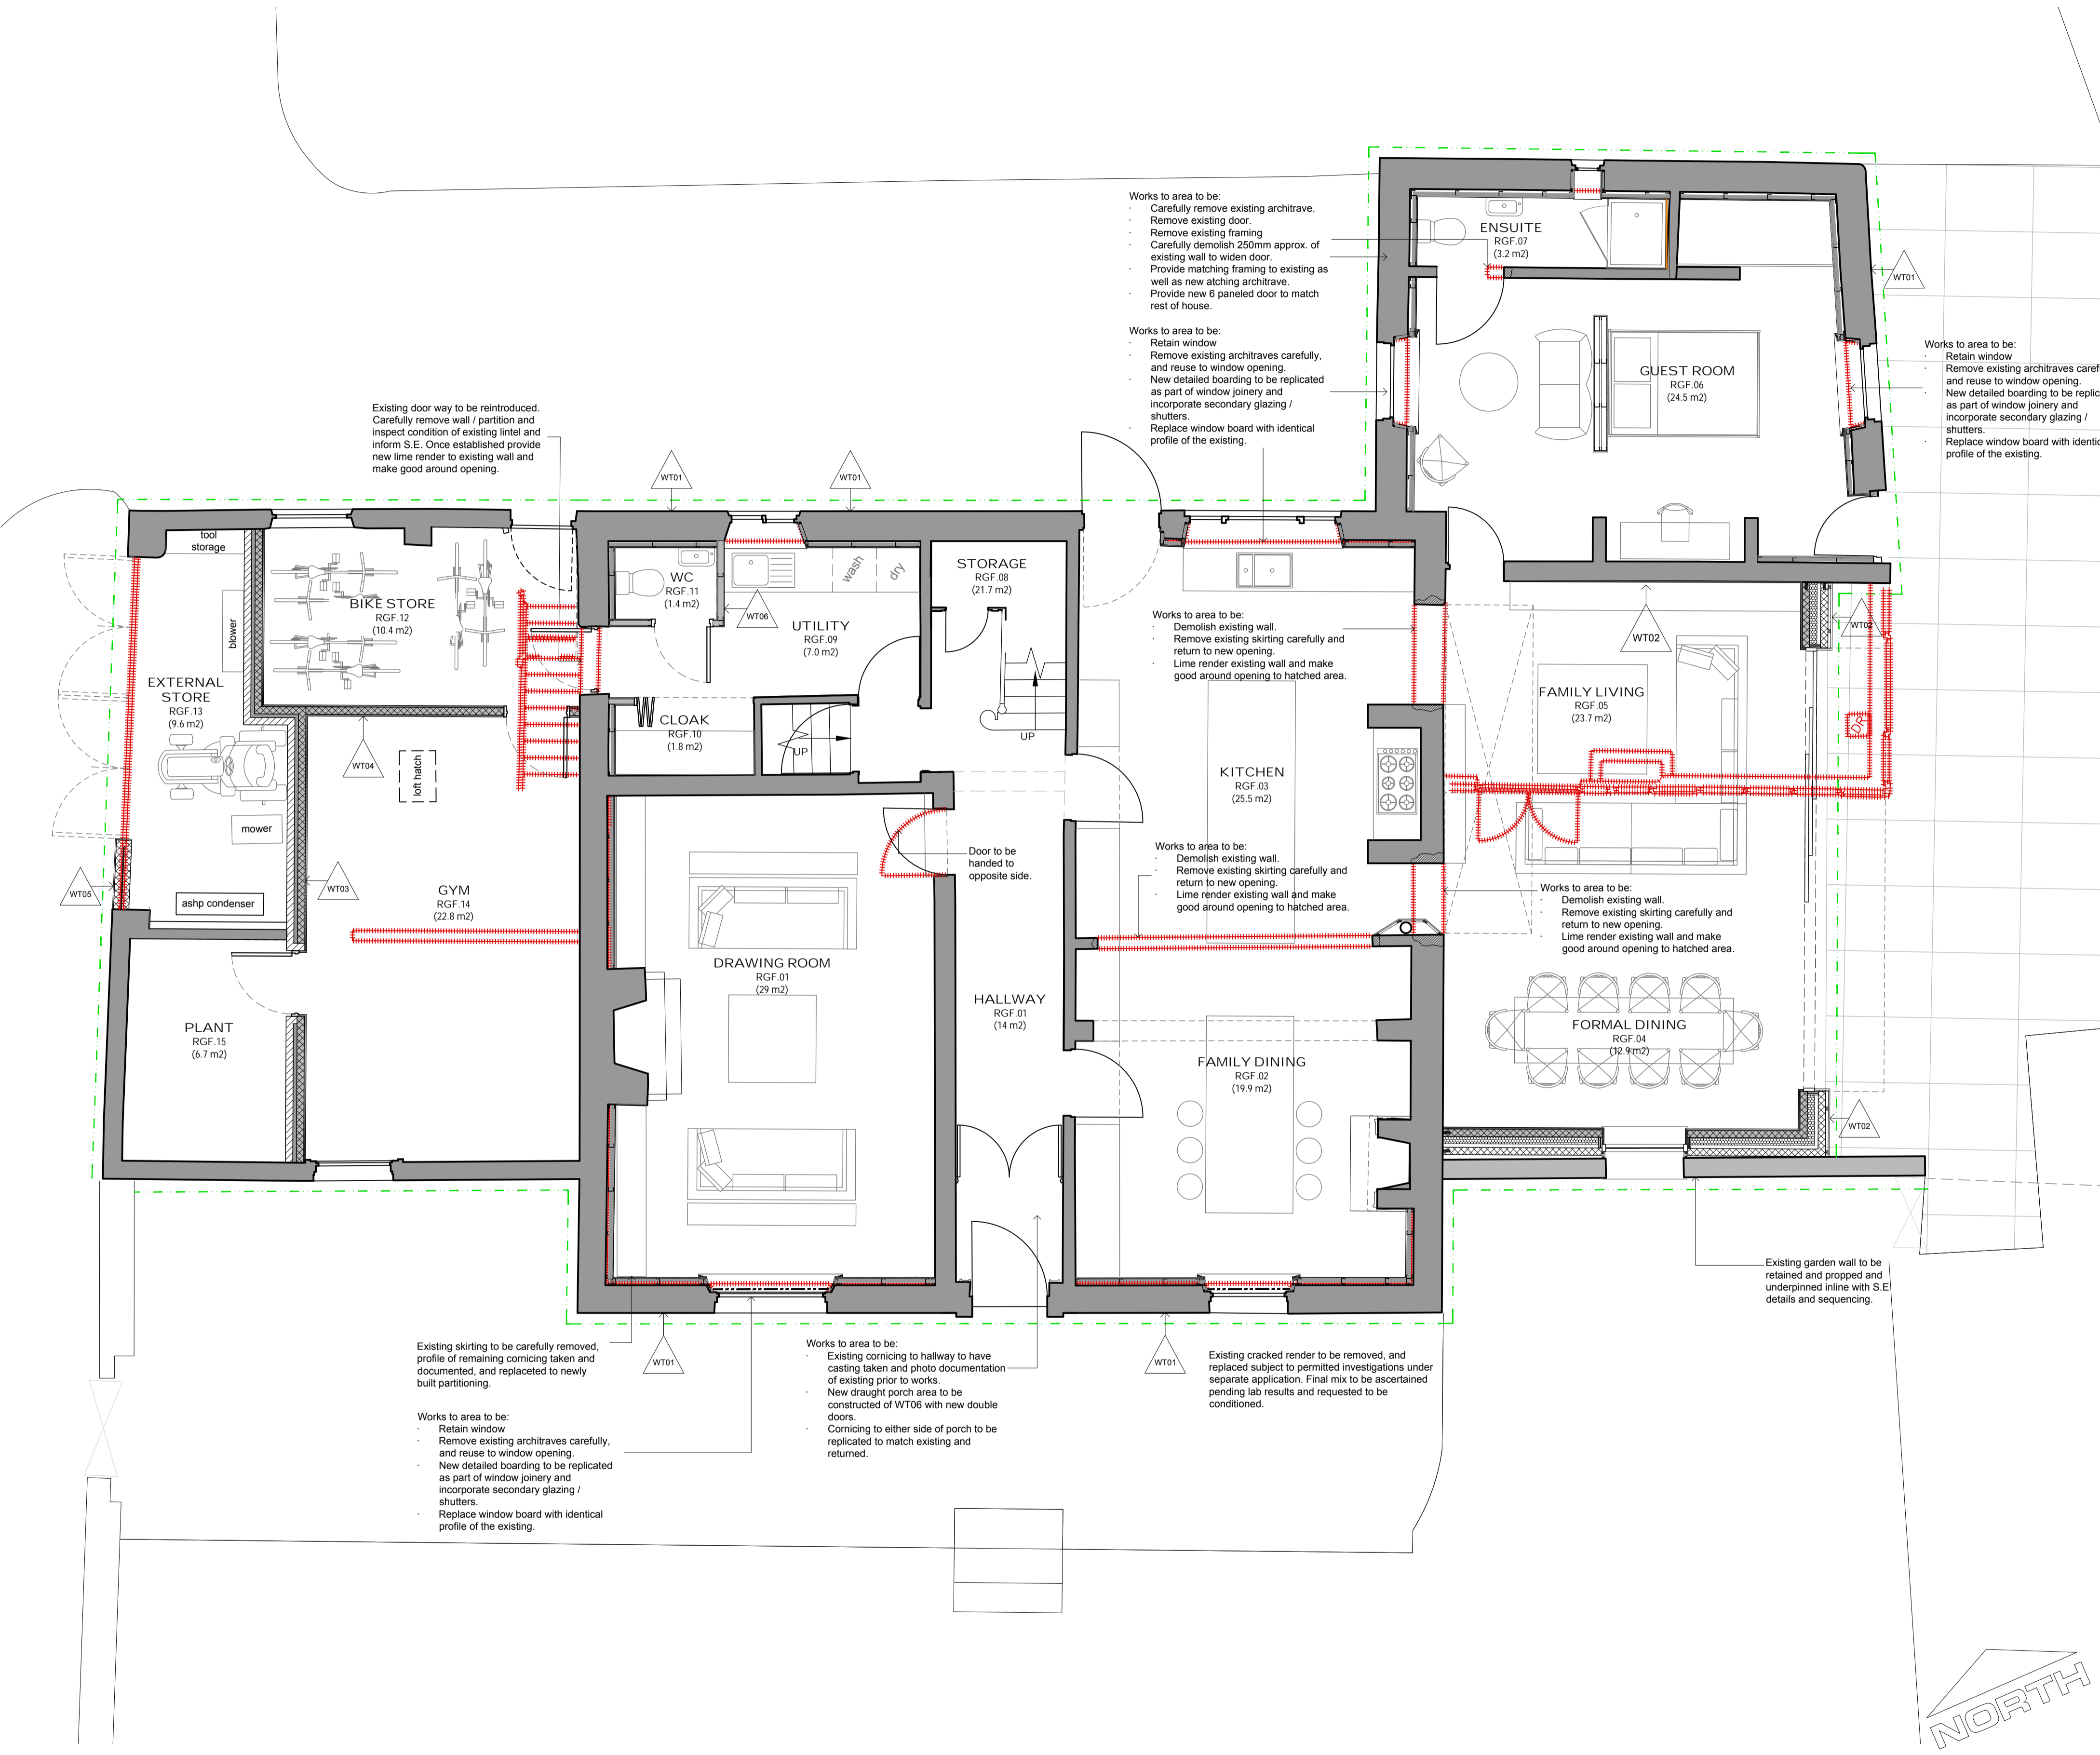 Works to area to be:
· Carefully remove existing architrave.
· Remove existing door.
· Remove existing framing
· Carefully demolish 250mm approx. of
existing wall to widen door.
· Provide matching framing to existing as
well as new atching architrave.
· Provide new 6 paneled door to match
rest of house.
Works to area to be:
· Retain window
· Remove existing architraves carefully,
and reuse to window opening.
· New detailed boarding to be replicated
as part of window joinery and
incorporate secondary glazing /
shutters.
· Replace window board with identical
profile of the existing.
ENSUITE
RGF.07
(3.2 m2)
WT01
GUEST ROOM
RGF.06
(24.5 m2)
Works to area to be:
· Retain window
· Remove existing architraves caref
and reuse to window opening.
· New detailed boarding to be replic
as part of window joinery and
incorporate secondary glazing /
shutters.
· Replace window board with identic
profile of the existing.
Existing door way to be reintroduced.
Carefully remove wall / partition and
inspect condition of existing lintel and
inform S.E. Once established provide
new lime render to existing wall and
make good around opening.
WT01
WT01
tool
storage
blower
BIKE STORE
RGF.12
(10.4 m2)
WC
RGF.11
(1.4 m2)
WT06
wash
dry
UTILITY
RGF.09
(7.0 m2)
STORAGE
RGF.08
(21.7 m2)
UP
Works to area to be:
· Demolish existing wall.
· Remove existing skirting carefully and
return to new opening.
· Lime render existing wall and make
good around opening to hatched area.
WT02
WT02
EXTERNAL
STORE
RGF.13
(9.6 m2)
CLOAK
RGF.10
(1.8 m2)
UP
FAMILY LIVING
RGF.05
(23.7 m2)
DR
WT04
loft hatch
KITCHEN
RGF.03
(25.5 m2)
mower
Door to be
handed to
opposite side.
Works to area to be:
· Demolish existing wall.
· Remove existing skirting carefully and
return to new opening.
· Lime render existing wall and make
good around opening to hatched area.
WT05
WT03
ashp condenser
GYM
RGF.14
(22.8 m2)
Works to area to be:
· Demolish existing wall.
· Remove existing skirting carefully and
return to new opening.
· Lime render existing wall and make
good around opening to hatched area.
DRAWING ROOM
RGF.01
(29 m2)
HALLWAY
RGF.01
(14 m2)
PLANT
RGF.15
(6.7 m2)
FAMILY DINING
RGF.02
(19.9 m2)
FORMAL DINING
RGF.04
(12.9 m2)
WT02
Existing garden wall to be
retained and propped and
underpinned inline with S.E
details and sequencing.
Existing skirting to be carefully removed,
profile of remaining cornicing taken and
documented, and replaceted to newly
built partitioning.
WT01
Works to area to be:
· Existing cornicing to hallway to have
casting taken and photo documentation
of existing prior to works.
· New draught porch area to be
constructed of WT06 with new double
doors.
· Cornicing to either side of porch to be
replicated to match existing and
returned.
WT01
Existing cracked render to be removed, and
replaced subject to permitted investigations under
separate application. Final mix to be ascertained
pending lab results and requested to be
conditioned.
Works to area to be:
· Retain window
· Remove existing architraves carefully,
and reuse to window opening.
· New detailed boarding to be replicated
as part of window joinery and
incorporate secondary glazing /
shutters.
· Replace window board with identical
profile of the existing.
NORTH